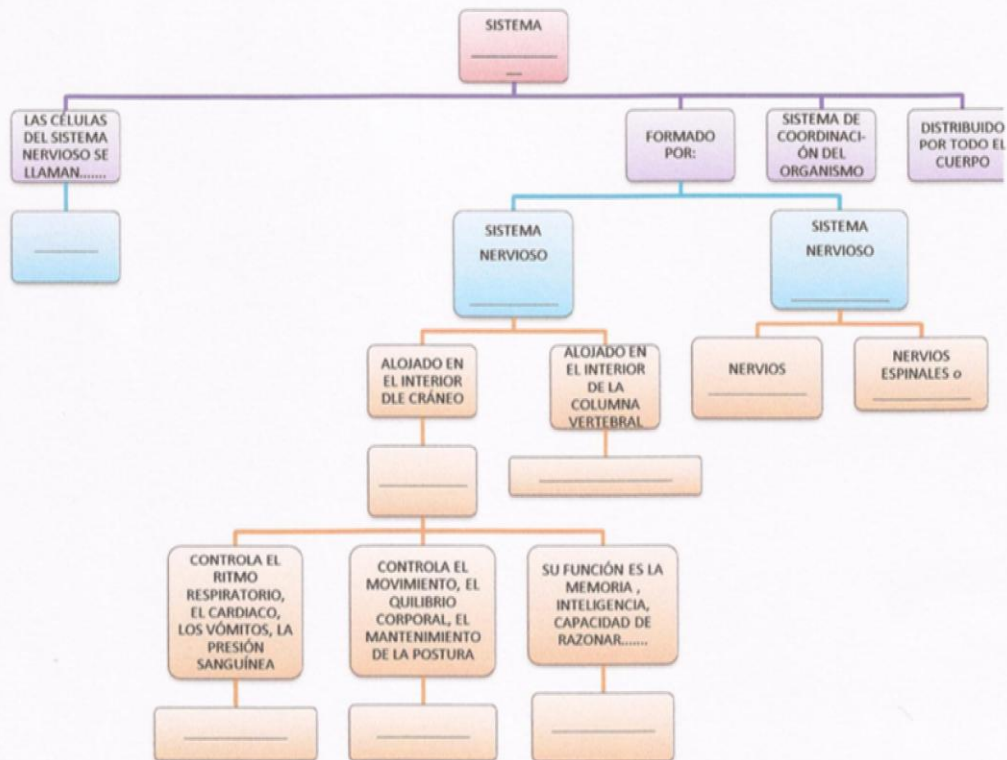 SISTEMA
LAS CÉLULAS
DEL SISTEMA
NERVIOSO SE
LLAMAN.......
FORMADO
POR:
SISTEMA DE
COORDINACI-
ÓN DEL
ORGANISMO
DISTRIBUIDO
POR TODO EL
CUERPO
SISTEMA
NERVIOSO
SISTEMA
NERVIOSO
ALOJADO EN
EL INTERIOR
DLE CRÁNEO
ALOJADO EN
EL INTERIOR
DE LA
COLUMNA
VERTEBRAL
NERVIOS
NERVIOS
ESPINALES o
CONTROLA EL
RITMO
RESPIRATORIO,
EL CARDIACO,
LOS VÓMITOS, LA
PRESIÓN
SANGUÍNEA
CONTROLA EL
MOVIMIENTO, EL
QUILIBRIO
CORPORAL, EL
MANTENIMIENTO
DE LA POSTURA
SU FUNCIÓN ES LA
MEMORIA ,
INTELIGENCIA,
CAPACIDAD DE
RAZONAR.......